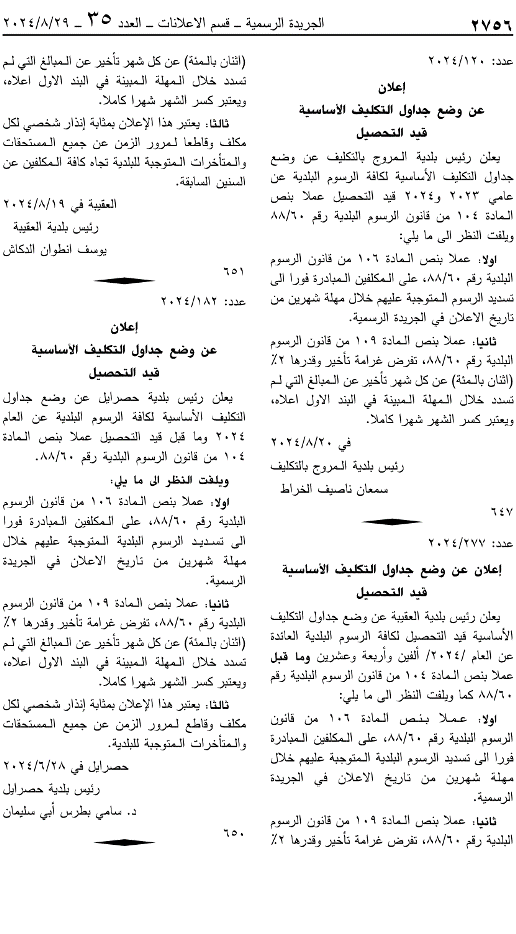 ٢٧٥٦
الجريدة الرسمية ـ قسم الاعلانات ـ العدد ٣٥ ـ ٢٠٢٤/٨/٢٩
عدد: ٢٠٢٤/١٢٠
إعلان
عن وضع جداول التكليف الأساسية
قيد التحصيل
يعلن رئيس بلدية المروج بالتكليف عن وضع
جداول التكليف الأساسية لكافة الرسوم البلدية عن
عامي ٢٠٢٣ و٢٠٢٤ قيد التحصيل عملا بنص
المادة ١٠٤ من قانون الرسوم البلدية رقم ٨٨/٦٠
ويلفت النظر الى ما يلي:
اولا: عملا بنص المادة ١٠٦ من قانون الرسوم
البلدية رقم ٨٨/٦٠، على المكلفين المبادرة فورا الى
تسديد الرسوم المتوجبة عليهم خلال مهلة شهرين من
تاريخ الاعلان في الجريدة الرسمية.
ثانيا: عملا بنص المادة ١٠٩ من قانون الرسوم
البلدية رقم ٨٨/٦٠، تفرض غرامة تأخير وقدرها ٢٪
(اثنان بالمئة) عن كل شهر تأخير عن المبالغ التي لم
تسدد خلال المهلة المبينة في البند الاول اعلاه،
ويعتبر كسر الشهر شهرا كاملا.
في ٢٠٢٤/٨/٢٠
رئيس بلدية المروج بالتكليف
سمعان ناصيف الخراط
٦٤٧
عدد: ٢٠٢٤/٢٧٧
إعلان عن وضع جداول التكليف الأساسية
قيد التحصيل
يعلن رئيس بلدية العقيبة عن وضع جداول التكليف
الأساسية قيد التحصيل لكافة الرسوم البلدية العائدة
عن العام /٢٠٢٤/ ألفين وأربعة وعشرين وما قبل
عملا بنص المادة ١٠٤ من قانون الرسوم البلدية رقم
٨٨/٦٠ كما ويلفت النظر الى ما يلي:
اولا: عملا بنص المادة ١٠٦ من قانون
الرسوم البلدية رقم ٨٨/٦٠، على المكلفين المبادرة
فورا الى تسديد الرسوم المتوجبة عليهم خلال
مهلة شهرين من تاريخ الاعلان في الجريدة
الرسمية.
ثانيا: عملا بنص المادة ١٠٩ من قانون الرسوم
البلدية رقم ٨٨/٦٠، تفرض غرامة تأخير وقدرها ٢٪
(اثنان بالمئة) عن كل شهر تأخير عن المبالغ التي لم
تسدد خلال المهلة المبينة في البند الاول اعلاه،
ويعتبر كسر الشهر شهرا كاملا.
ثالثا: يعتبر هذا الإعلان بمثابة إنذار شخصي لكل
مكلف وقاطعا لمرور الزمن عن جميع المستحقات
والمتأخرات المتوجبة للبلدية تجاه كافة المكلفين عن
السنين السابقة.
العقيبة في ٢٠٢٤/٨/١٩
رئيس بلدية العقيبة
يوسف انطوان الدكاش
٦٥١
عدد: ٢٠٢٤/١٨٢
إعلان
عن وضع جداول التكليف الأساسية
قيد التحصيل
يعلن رئيس بلدية حصرايل عن وضع جداول
التكليف الأساسية لكافة الرسوم البلدية عن العام
٢٠٢٤ وما قبل قيد التحصيل عملا بنص المادة
١٠٤ من قانون الرسوم البلدية رقم ٨٨/٦٠.
ويلفت النظر الى ما يلي:
اولا: عملا بنص المادة ١٠٦ من قانون الرسوم
البلدية رقم ٨٨/٦٠، على المكلفين المبادرة فورا
الى تسديد الرسوم البلدية المتوجبة عليهم خلال
مهلة شهرين من تاريخ الاعلان في الجريدة
الرسمية.
ثانيا: عملا بنص المادة ١٠٩ من قانون الرسوم
البلدية رقم ٨٨/٦٠، تفرض غرامة تأخير وقدرها ٢٪
(اثنان بالمئة) عن كل شهر تأخير عن المبالغ التي لم
تسدد خلال المهلة المبينة في البند الاول اعلاه،
ويعتبر كسر الشهر شهرا كاملا.
ثالثا: يعتبر هذا الإعلان بمثابة إنذار شخصي لكل
مكلف وقاطع لمرور الزمن عن جميع المستحقات
والمتأخرات المتوجبة للبلدية.
حصرايل في ٢٠٢٤/٦/٢٨
رئيس بلدية حصرايل
د. سامي بطرس أبي سليمان
٦٥٠